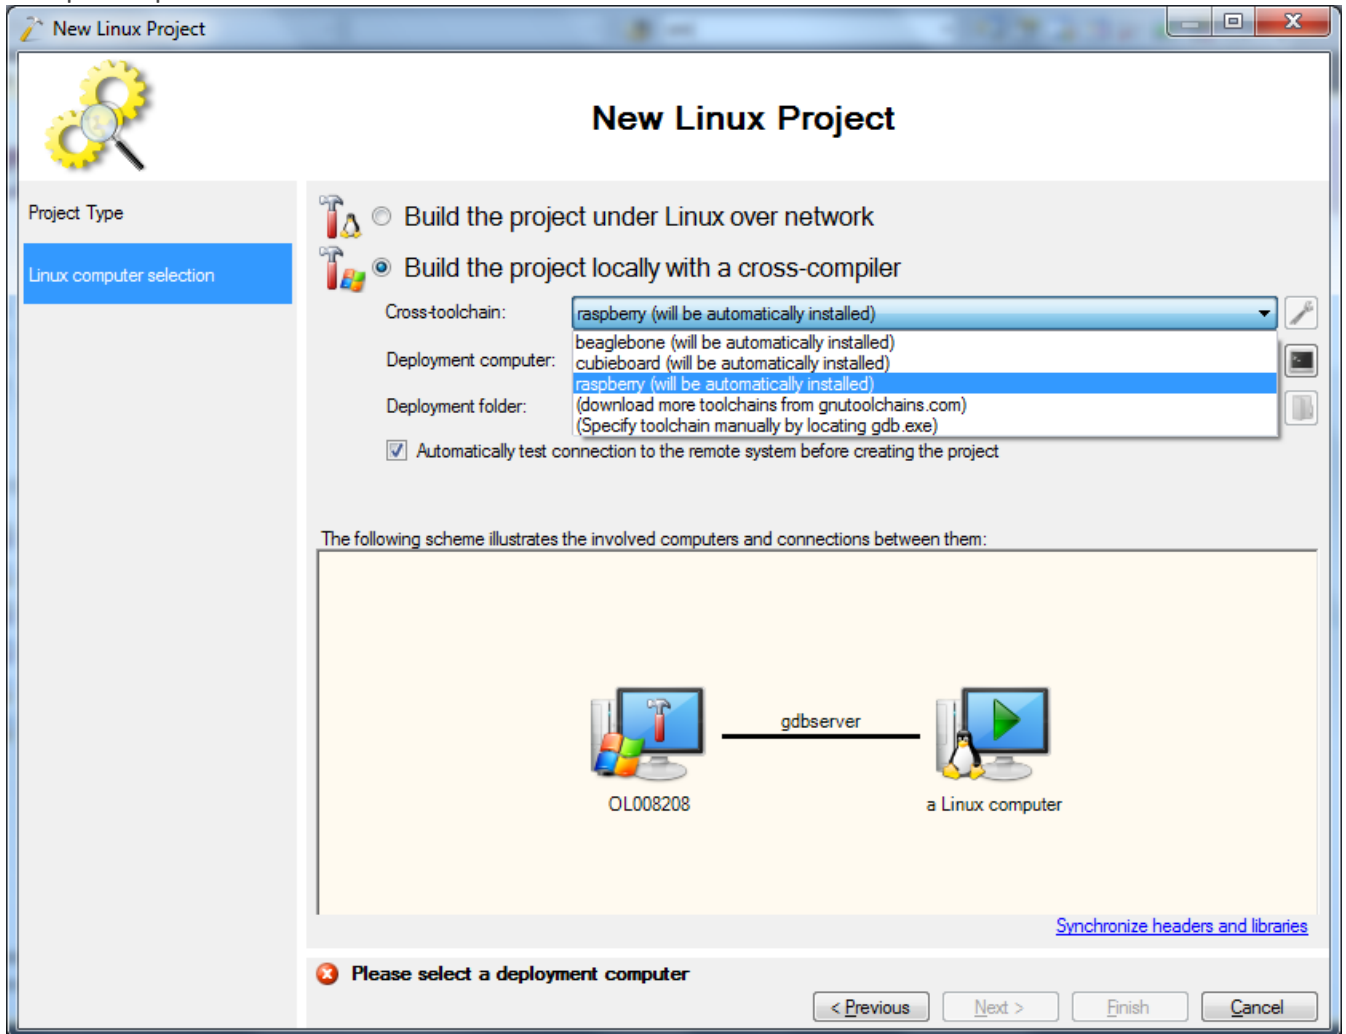 New Linux Project
New Linux Project
Project Type
Linux computer selection
Build the project under Linux over network
Build the project locally with a cross-compiler
Cross-toolchain:
raspberry (will be automatically installed)
beaglebone (will be automatically installed)
Deployment computer:
cubieboard (will be automatically installed)
raspberry (will be automatically installed)
Deployment folder:
(download more toolchains from gnutoolchains.com)
(Specify toolchain manually by locating gdb.exe)
Automatically test connection to the remote system before creating the project
The following scheme illustrates the involved computers and connections between them:
gdbserver
OL008208
a Linux computer
Synchronize headers and libraries
Please select a deployment computer
< Previous
Next >
Finish
Cancel